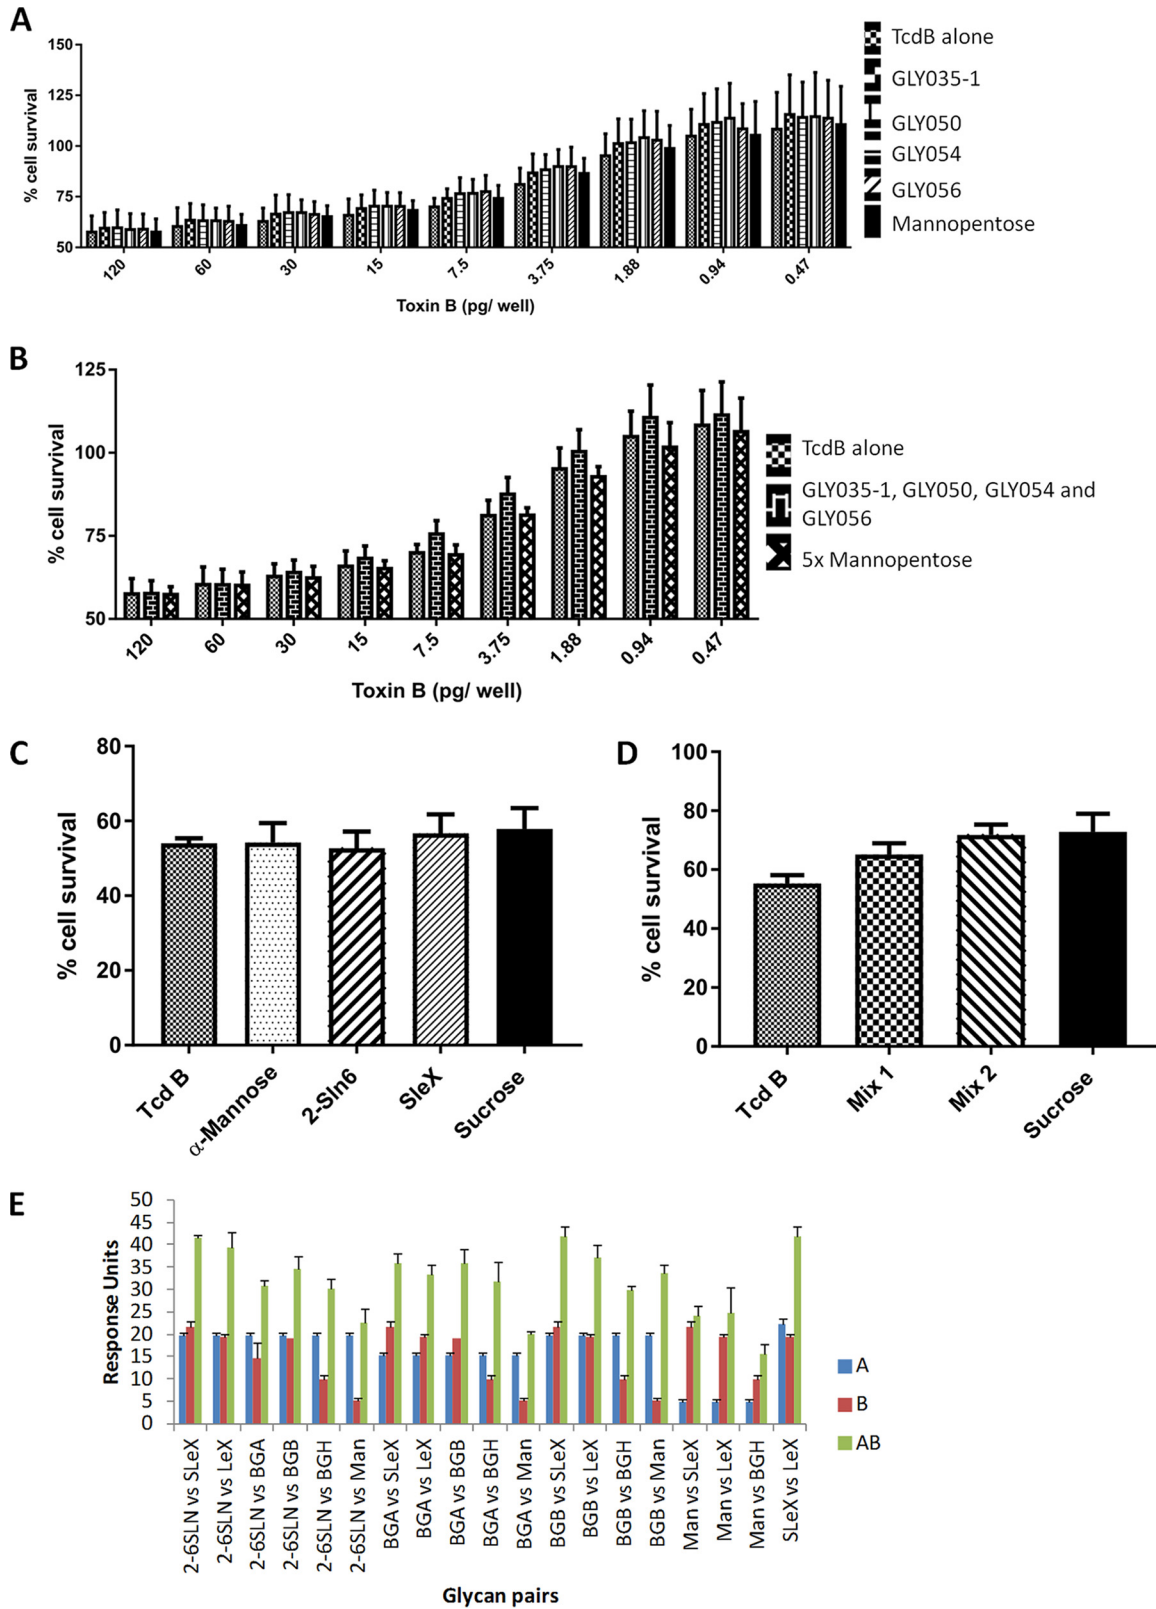 A
150
125
100
75
50
% cell survival
120 60 30 15 7.5 3.75 1.88 0.94 0.47
Toxin B (pg/ well)
TcdB alone
GLY035-1
GLY050
GLY054
GLY056
Mannopentose
B
125
100
75
50
% cell survival
120 60 30 15 7.5 3.75 1.88 0.94 0.47
Toxin B (pg/ well)
TcdB alone
GLY035-1, GLY050, GLY054 and
GLY056
5x Mannopentose
C
80
60
40
20
0
% cell survival
Tcd B
α-Mannose
2-Sln6
SleX
Sucrose
D
100
80
60
40
20
0
% cell survival
Tcd B
Mix 1
Mix 2
Sucrose
E
50
45
40
35
30
25
20
15
10
5
0
Response Units
2-6SLN vs SLeX
2-6SLN vs LeX
2-6SLN vs BGA
2-6SLN vs BGB
2-6SLN vs BGH
2-6SLN vs Man
BGA vs SLeX
BGA vs LeX
BGA vs BGB
BGA vs BGH
BGA vs Man
BGB vs SLeX
BGB vs LeX
BGB vs BGH
BGB vs Man
Man vs SLeX
Man vs LeX
Man vs BGH
SLeX vs LeX
Glycan pairs
A
B
AB